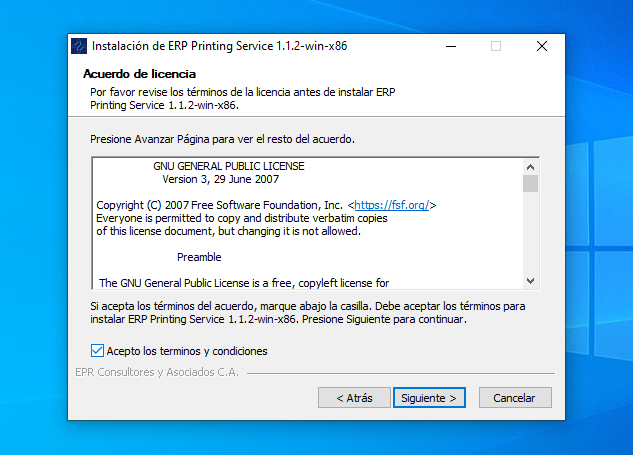 Instalación de ERP Printing Service 1.1.2-win-x86
Acuerdo de licencia
Por favor revise los términos de la licencia antes de instalar ERP
Printing Service 1.1.2-win-x86.
Presione Avanzar Página para ver el resto del acuerdo.
GNU GENERAL PUBLIC LICENSE
Version 3, 29 June 2007
Copyright (C) 2007 Free Software Foundation, Inc. <https://fsf.org/>
Everyone is permitted to copy and distribute verbatim copies
of this license document, but changing it is not allowed.
Preamble
The GNU General Public License is a free, copyleft license for
Si acepta los términos del acuerdo, marque abajo la casilla. Debe aceptar los términos para
instalar ERP Printing Service 1.1.2-win-x86. Presione Siguiente para continuar.
Acepto los terminos y condiciones
EPR Consultores y Asociados C.A.
< Atrás Siguiente > Cancelar